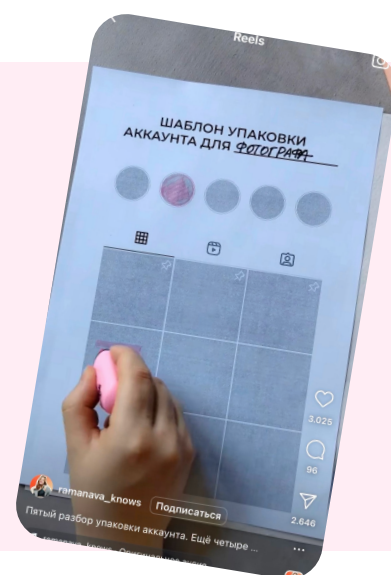 Reels
ШАБЛОН УПАКОВКИ
АККАУНТА ДЛЯ ФОТОГРАФА
3.025
96
2.646
ramanava_knows
Подписаться
Пятый разбор упаковки аккаунта. Ещё четыре ...